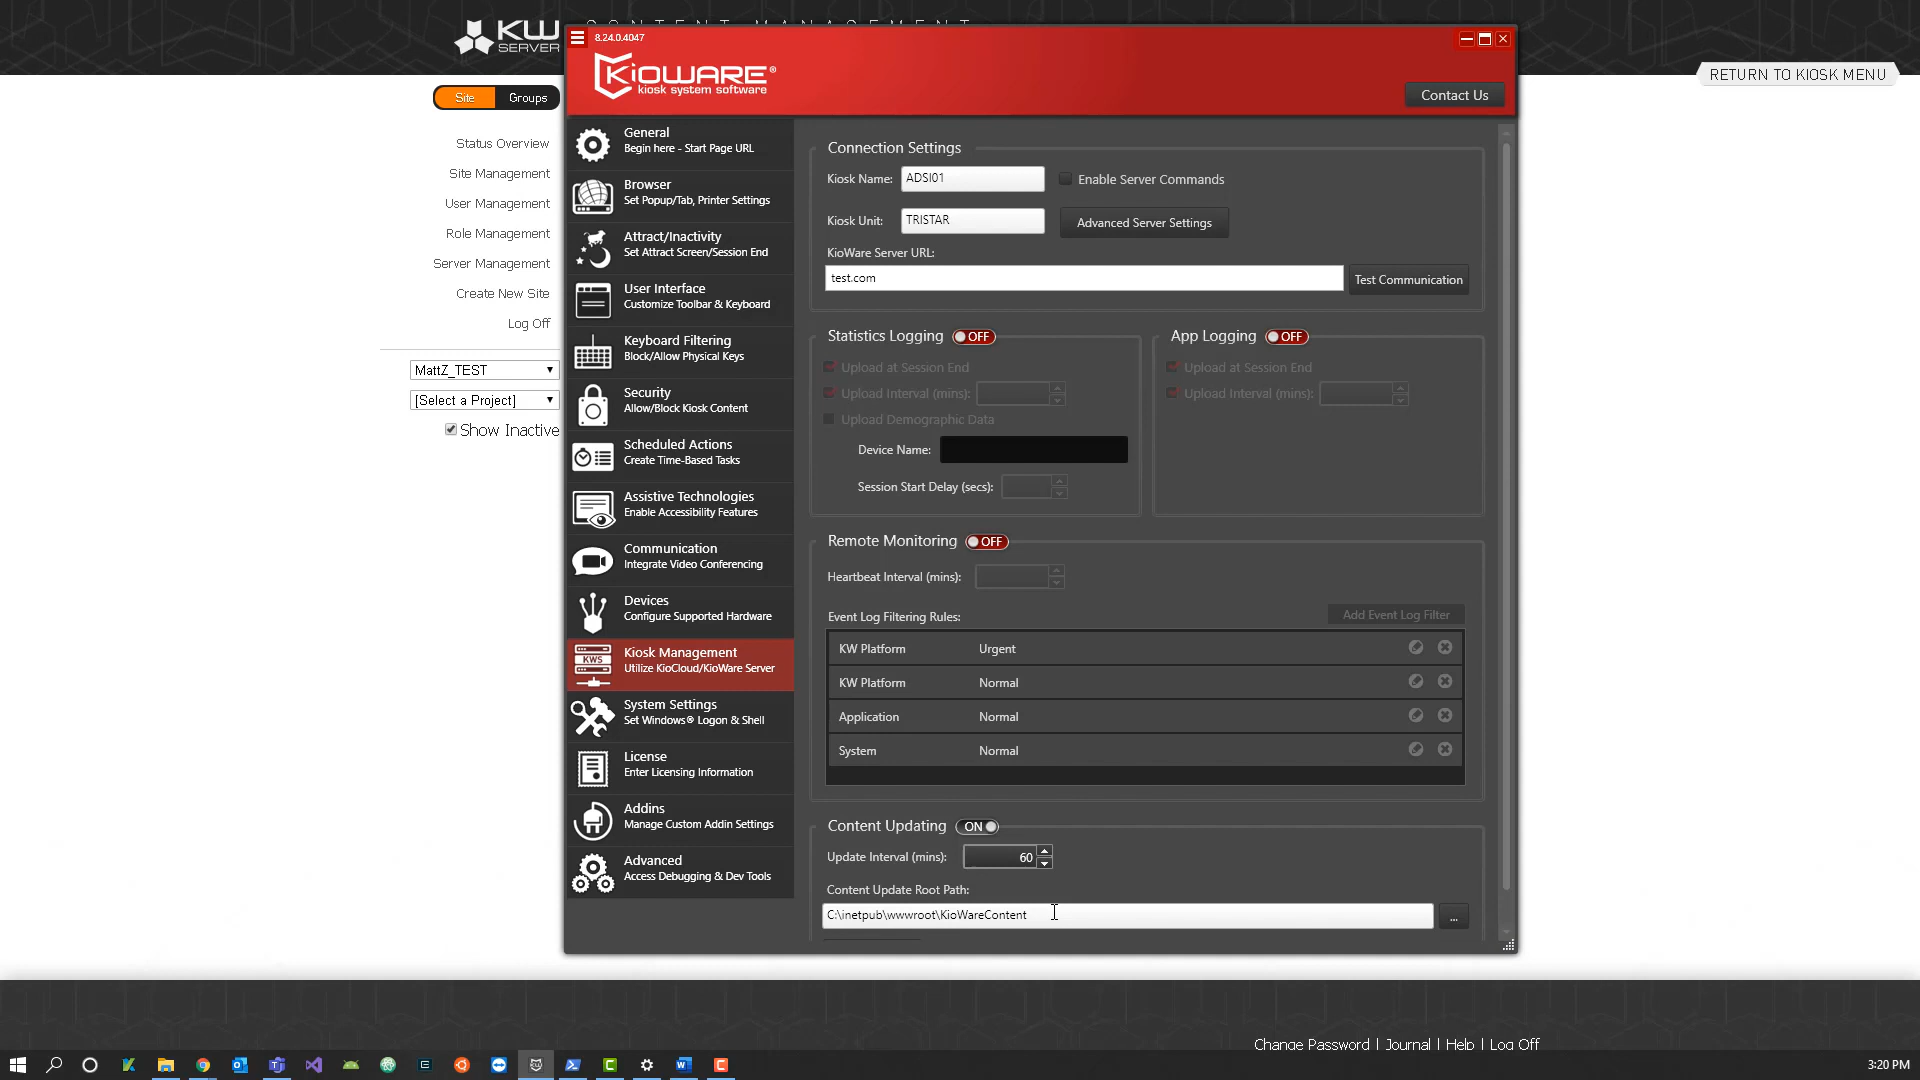 CONTENT MANAGEMENT
KW
SERVER
8.24.0.4047
KIOWARE®
kiosk system software
Contact Us
RETURN TO KIOSK MENU
Site
Groups
Status Overview
Site Management
User Management
Role Management
Server Management
Create New Site
Log Off
MattZ_TEST
[Select a Project]
Show Inactive
General
Begin here - Start Page URL
Browser
Set Popup/Tab, Printer Settings
Attract/Inactivity
Set Attract Screen/Session End
User Interface
Customize Toolbar & Keyboard
Keyboard Filtering
Block/Allow Physical Keys
Security
Allow/Block Kiosk Content
Scheduled Actions
Create Time-Based Tasks
Assistive Technologies
Enable Accessibility Features
Communication
Integrate Video Conferencing
Devices
Configure Supported Hardware
KWS
Kiosk Management
Utilize KioCloud/KioWare Server
System Settings
Set Windows® Logon & Shell
License
Enter Licensing Information
Addins
Manage Custom Addin Settings
Advanced
Access Debugging & Dev Tools
Connection Settings
Kiosk Name: ADSI01
Enable Server Commands
Kiosk Unit: TRISTAR
Advanced Server Settings
KioWare Server URL:
test.com
Test Communication
Statistics Logging OFF
Upload at Session End
Upload Interval (mins):
Upload Demographic Data
Device Name:
Session Start Delay (secs):
App Logging OFF
Upload at Session End
Upload Interval (mins):
Remote Monitoring OFF
Heartbeat Interval (mins):
Event Log Filtering Rules:
Add Event Log Filter
KW Platform Urgent
KW Platform Normal
Application Normal
System Normal
Content Updating ON
Update Interval (mins): 60
Content Update Root Path:
C:\inetpub\wwwroot\KioWareContent
...
Change Password | Journal | Help | Log Off
3:20 PM